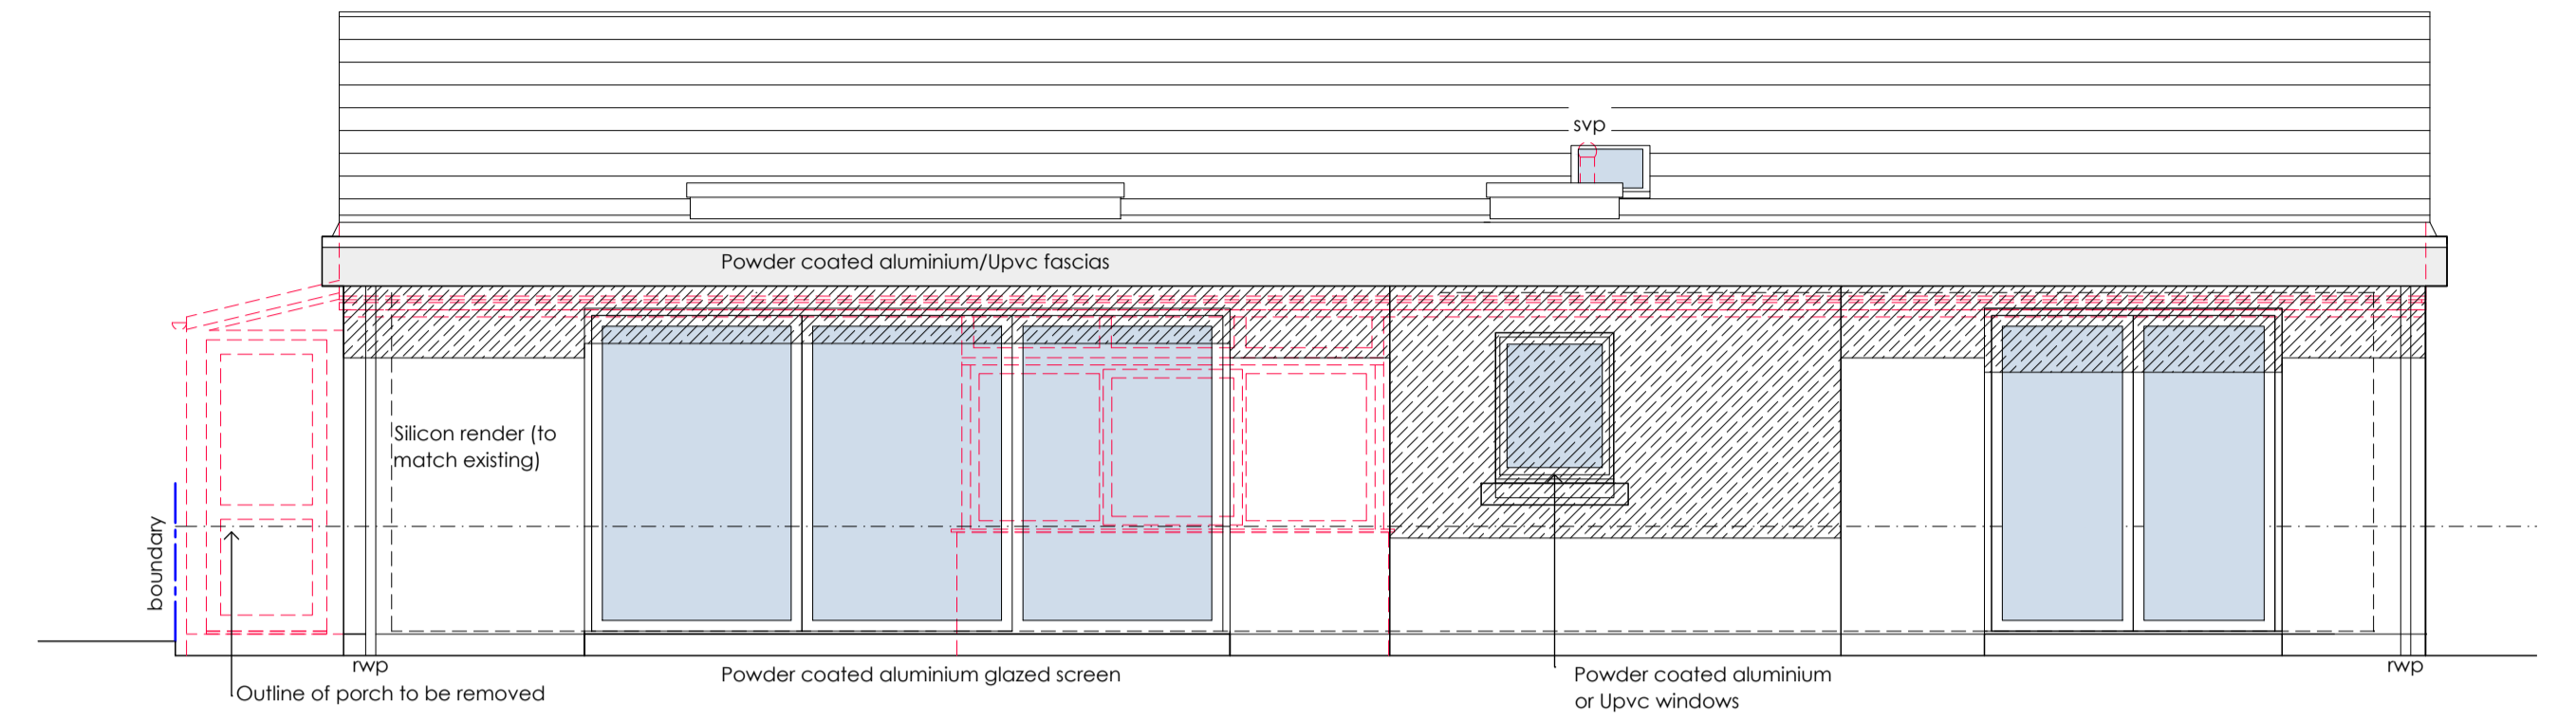 svp
Powder coated aluminium/Upvc fascias
Silicon render (to
match existing)
boundary
rwp
Outline of porch to be removed
Powder coated aluminium glazed screen
Powder coated aluminium
or Upvc windows
rwp